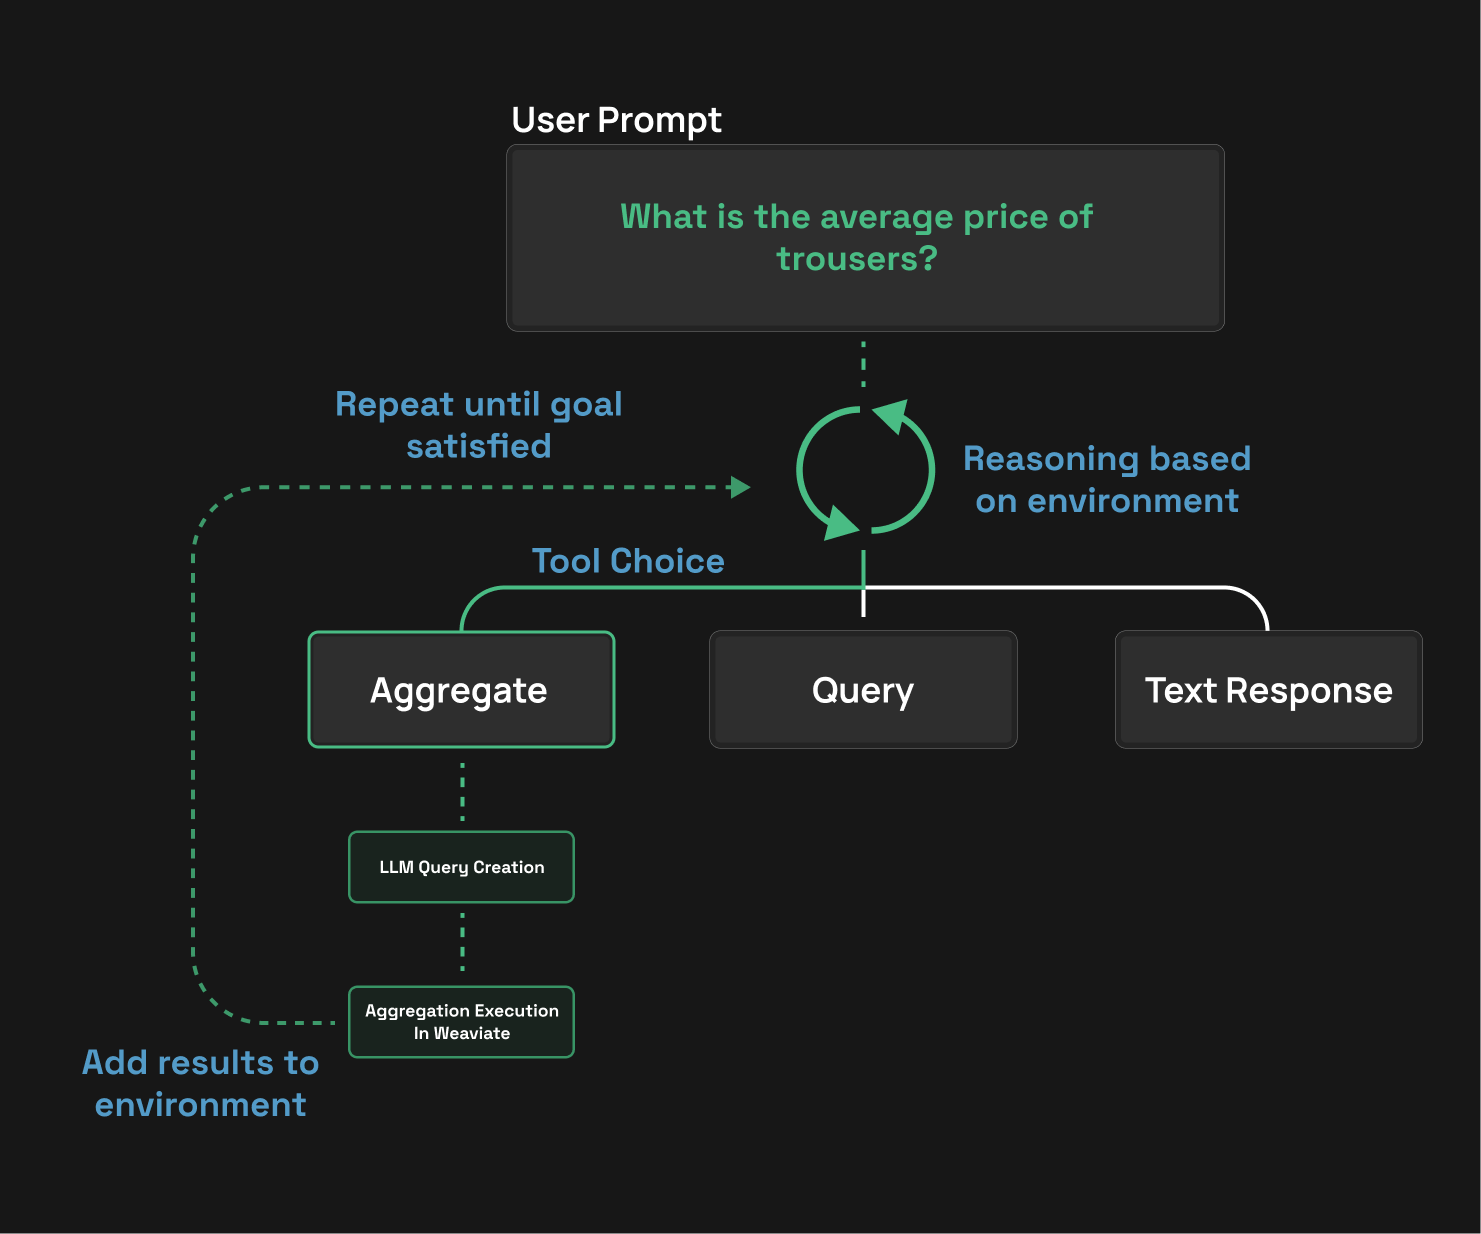 User Prompt
What is the average price of
trousers?
Repeat until goal
satisfied
Reasoning based
on environment
Tool Choice
Aggregate
Query
Text Response
LLM Query Creation
Aggregation Execution
In Weaviate
Add results to
environment